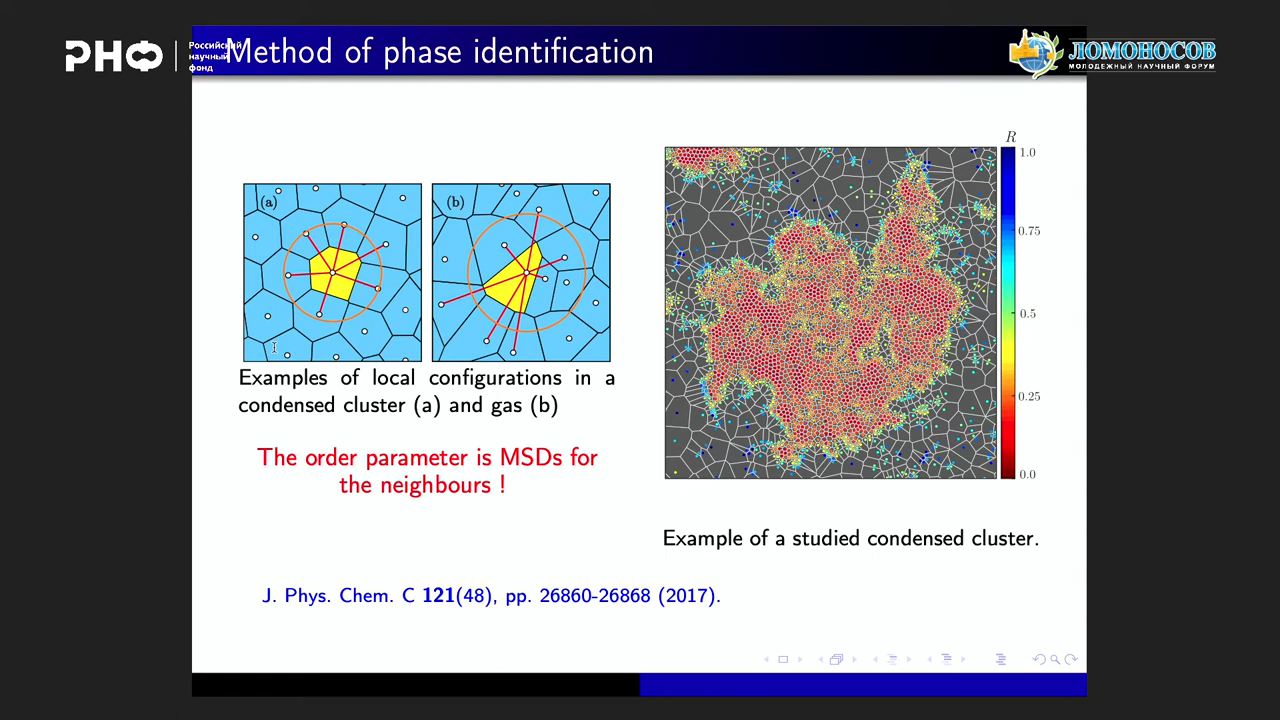 РНФ
Российский
научный
фонд
Method of phase identification
ЛОМОНОСОВ
МОЛОДЕЖНЫЙ НАУЧНЫЙ ФОРУМ
(a)
(b)
R
1.0
0.75
0.5
0.25
0.0
Examples of local configurations in a
condensed cluster (a) and gas (b)
The order parameter is MSDs for
the neighbours !
Example of a studied condensed cluster.
J. Phys. Chem. C 121(48), pp. 26860-26868 (2017).